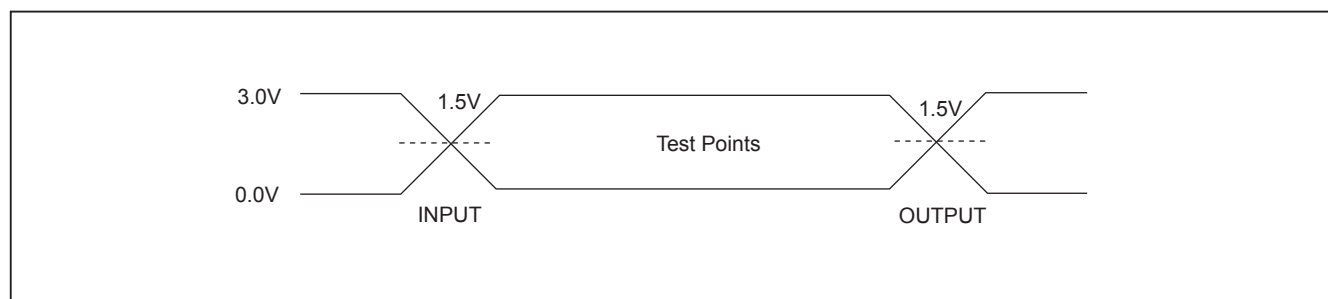 3.0V
1.5V
1.5V
Test Points
0.0V
INPUT
OUTPUT